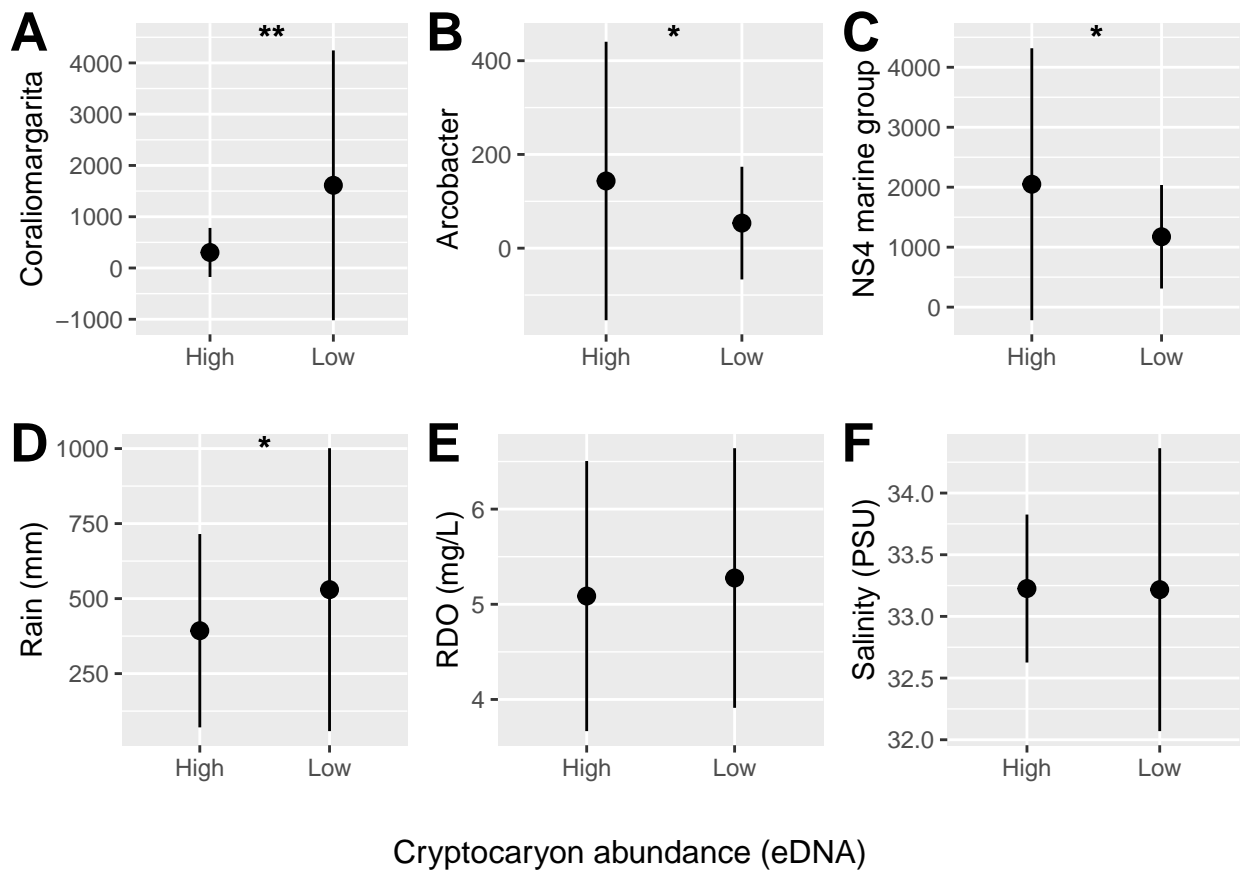 A
**
Coraliomargarita
4000
3000
2000
1000
0
−1000
High Low
B
*
Arcobacter
400
200
0
High Low
C
*
NS4 marine group
4000
3000
2000
1000
0
High Low
D
*
Rain (mm)
1000
750
500
250
High Low
E
RDO (mg/L)
6
5
4
High Low
F
Salinity (PSU)
34.0
33.5
33.0
32.5
32.0
High Low
Cryptocaryon abundance (eDNA)